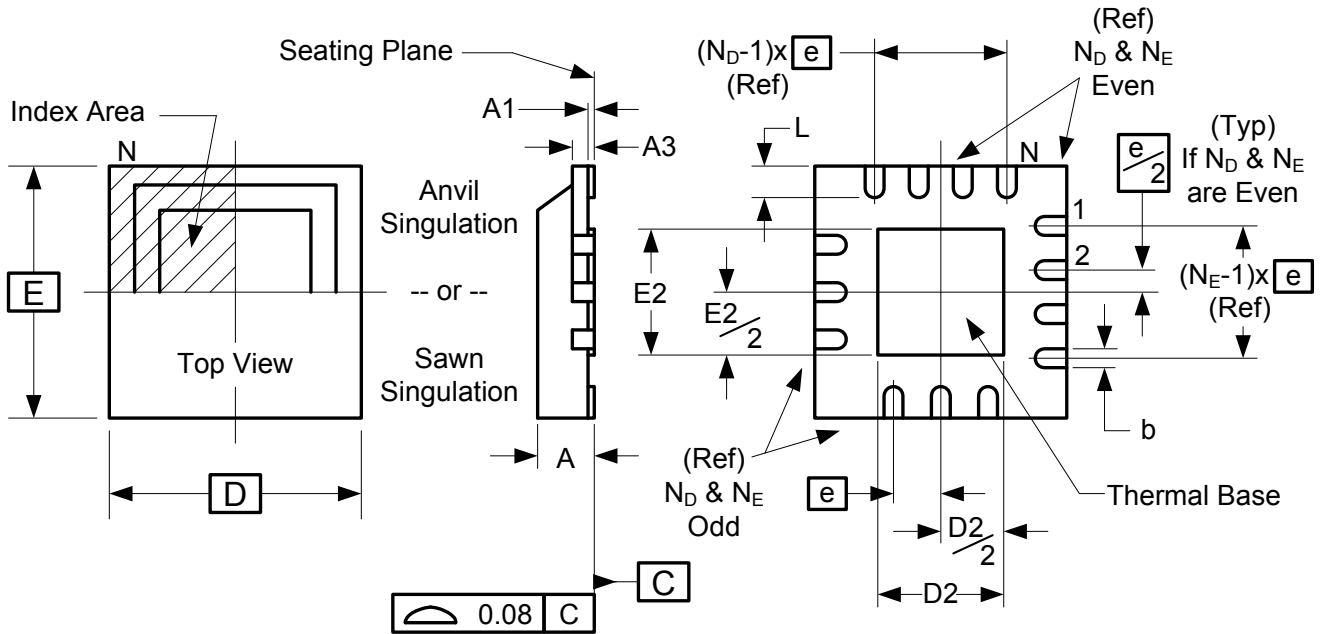 Seating Plane
Index Area
N
E
D
Top View
A1
A3
Anvil
Singulation
-- or --
Sawn
Singulation
A
0.08 C
C
(N_D-1)x e
(Ref)
(Ref)
N_D & N_E
Even
L
N
e/2
(Typ)
If N_D & N_E
are Even
1
2
(N_E-1)x e
(Ref)
E2
E2/2
b
(Ref)
N_D & N_E
Odd
e
Thermal Base
D2/2
D2